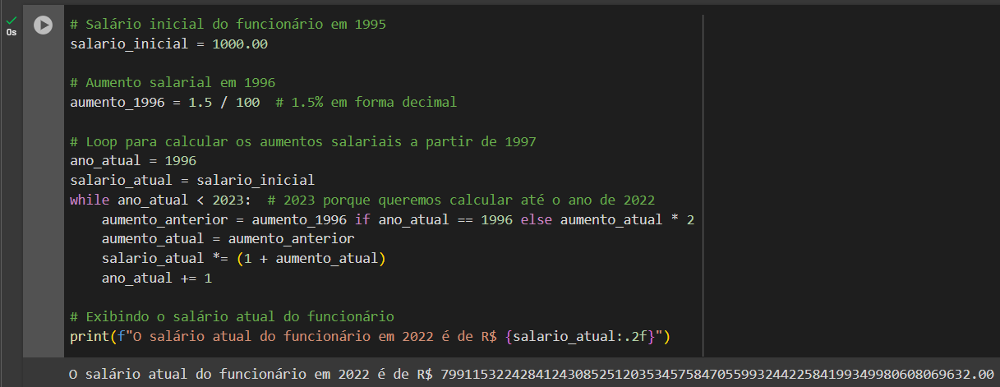 # Salário inicial do funcionário em 1995
salario_inicial = 1000.00
# Aumento salarial em 1996
aumento_1996 = 1.5 / 100  # 1.5% em forma decimal
# Loop para calcular os aumentos salariais a partir de 1997
ano_atual = 1996
salario_atual = salario_inicial
while ano_atual < 2023:  # 2023 porque queremos calcular até o ano de 2022
    aumento_anterior = aumento_1996 if ano_atual == 1996 else aumento_atual * 2
    aumento_atual = aumento_anterior
    salario_atual *= (1 + aumento_atual)
    ano_atual += 1
# Exibindo o salário atual do funcionário
print(f"O salário atual do funcionário em 2022 é de R$ {salario_atual:.2f}")
0s
O salário atual do funcionário em 2022 é de R$ 79911532242841243085251203534575847055993244225841993499806080​69632.00